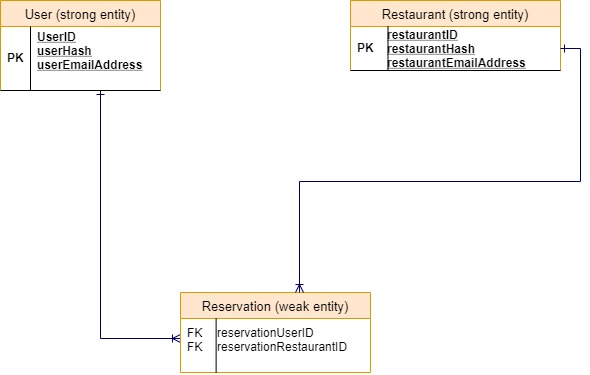 User (strong entity)
PK
UserID
userHash
userEmailAddress
Restaurant (strong entity)
PK
restaurantID
restaurantHash
restaurantEmailAddress
Reservation (weak entity)
FK reservationUserID
FK reservationRestaurantID